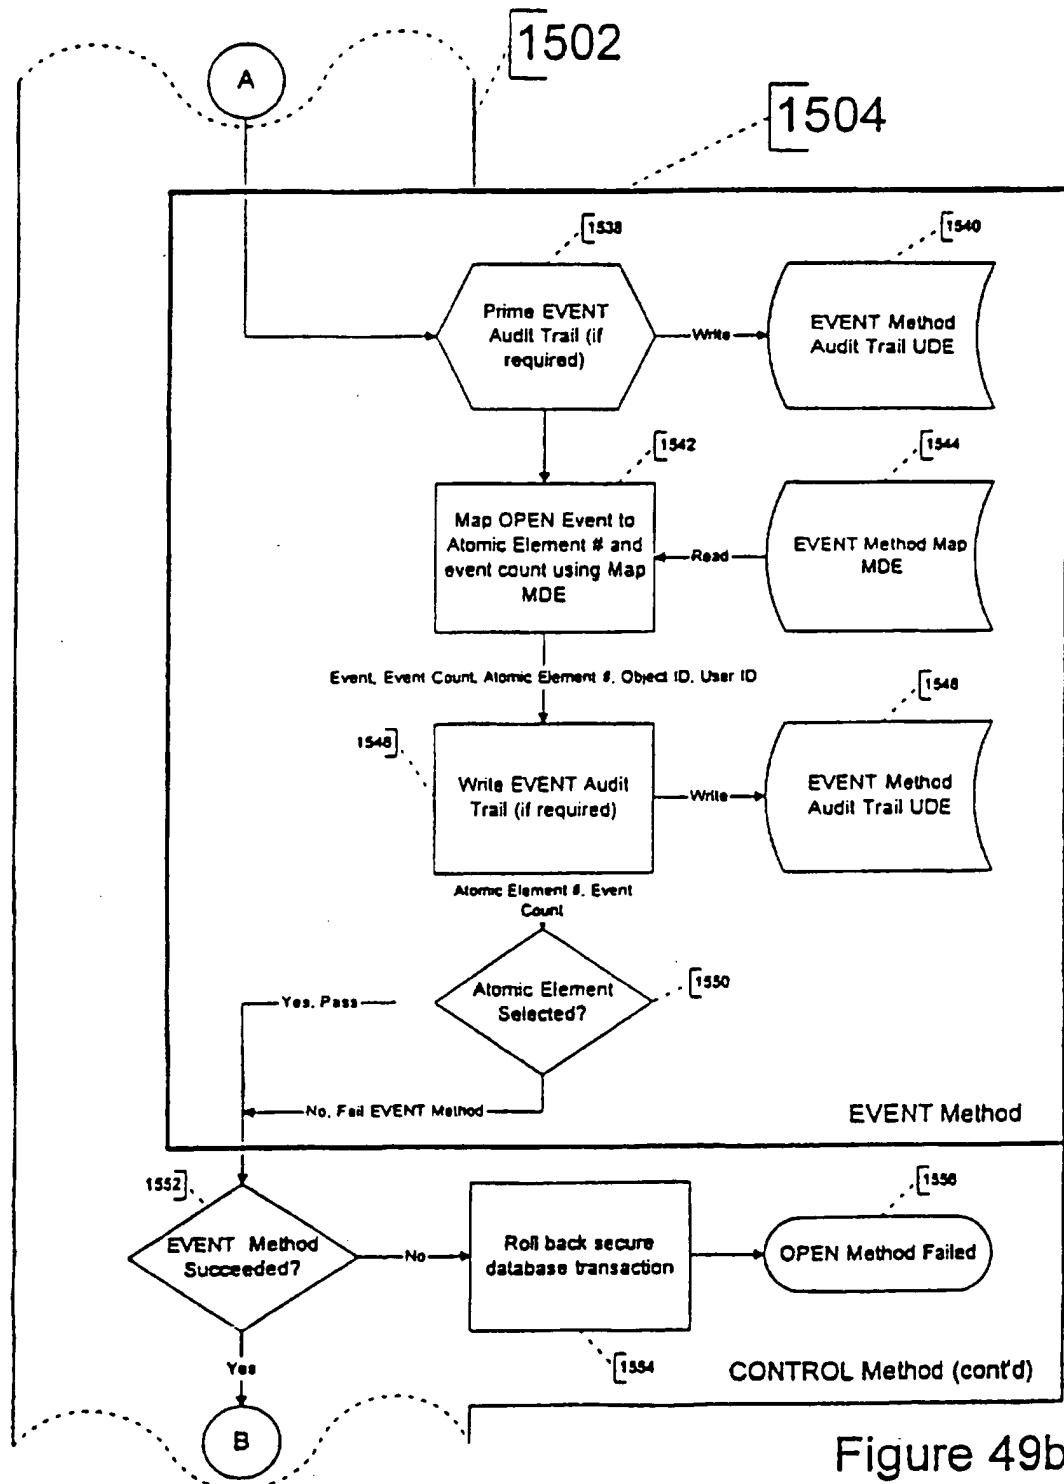 1502
A
1504
1538
1540
Prime EVENT
Audit Trail (if
required)
Write
EVENT Method
Audit Trail UDE
1542
1544
Map OPEN Event to
Atomic Element # and
event count using Map
MDE
Read
EVENT Method Map
MDE
Event, Event Count, Atomic Element #, Object ID, User ID
1548
1546
Write EVENT Audit
Trail (if required)
Write
EVENT Method
Audit Trail UDE
Atomic Element #, Event
Count
1550
Atomic Element
Selected?
Yes, Pass
No, Fail EVENT Method
EVENT Method
1552
1556
EVENT Method
Succeeded?
No
Roll back secure
database transaction
OPEN Method Failed
Yes
1554
CONTROL Method (cont'd)
B
Figure 49b